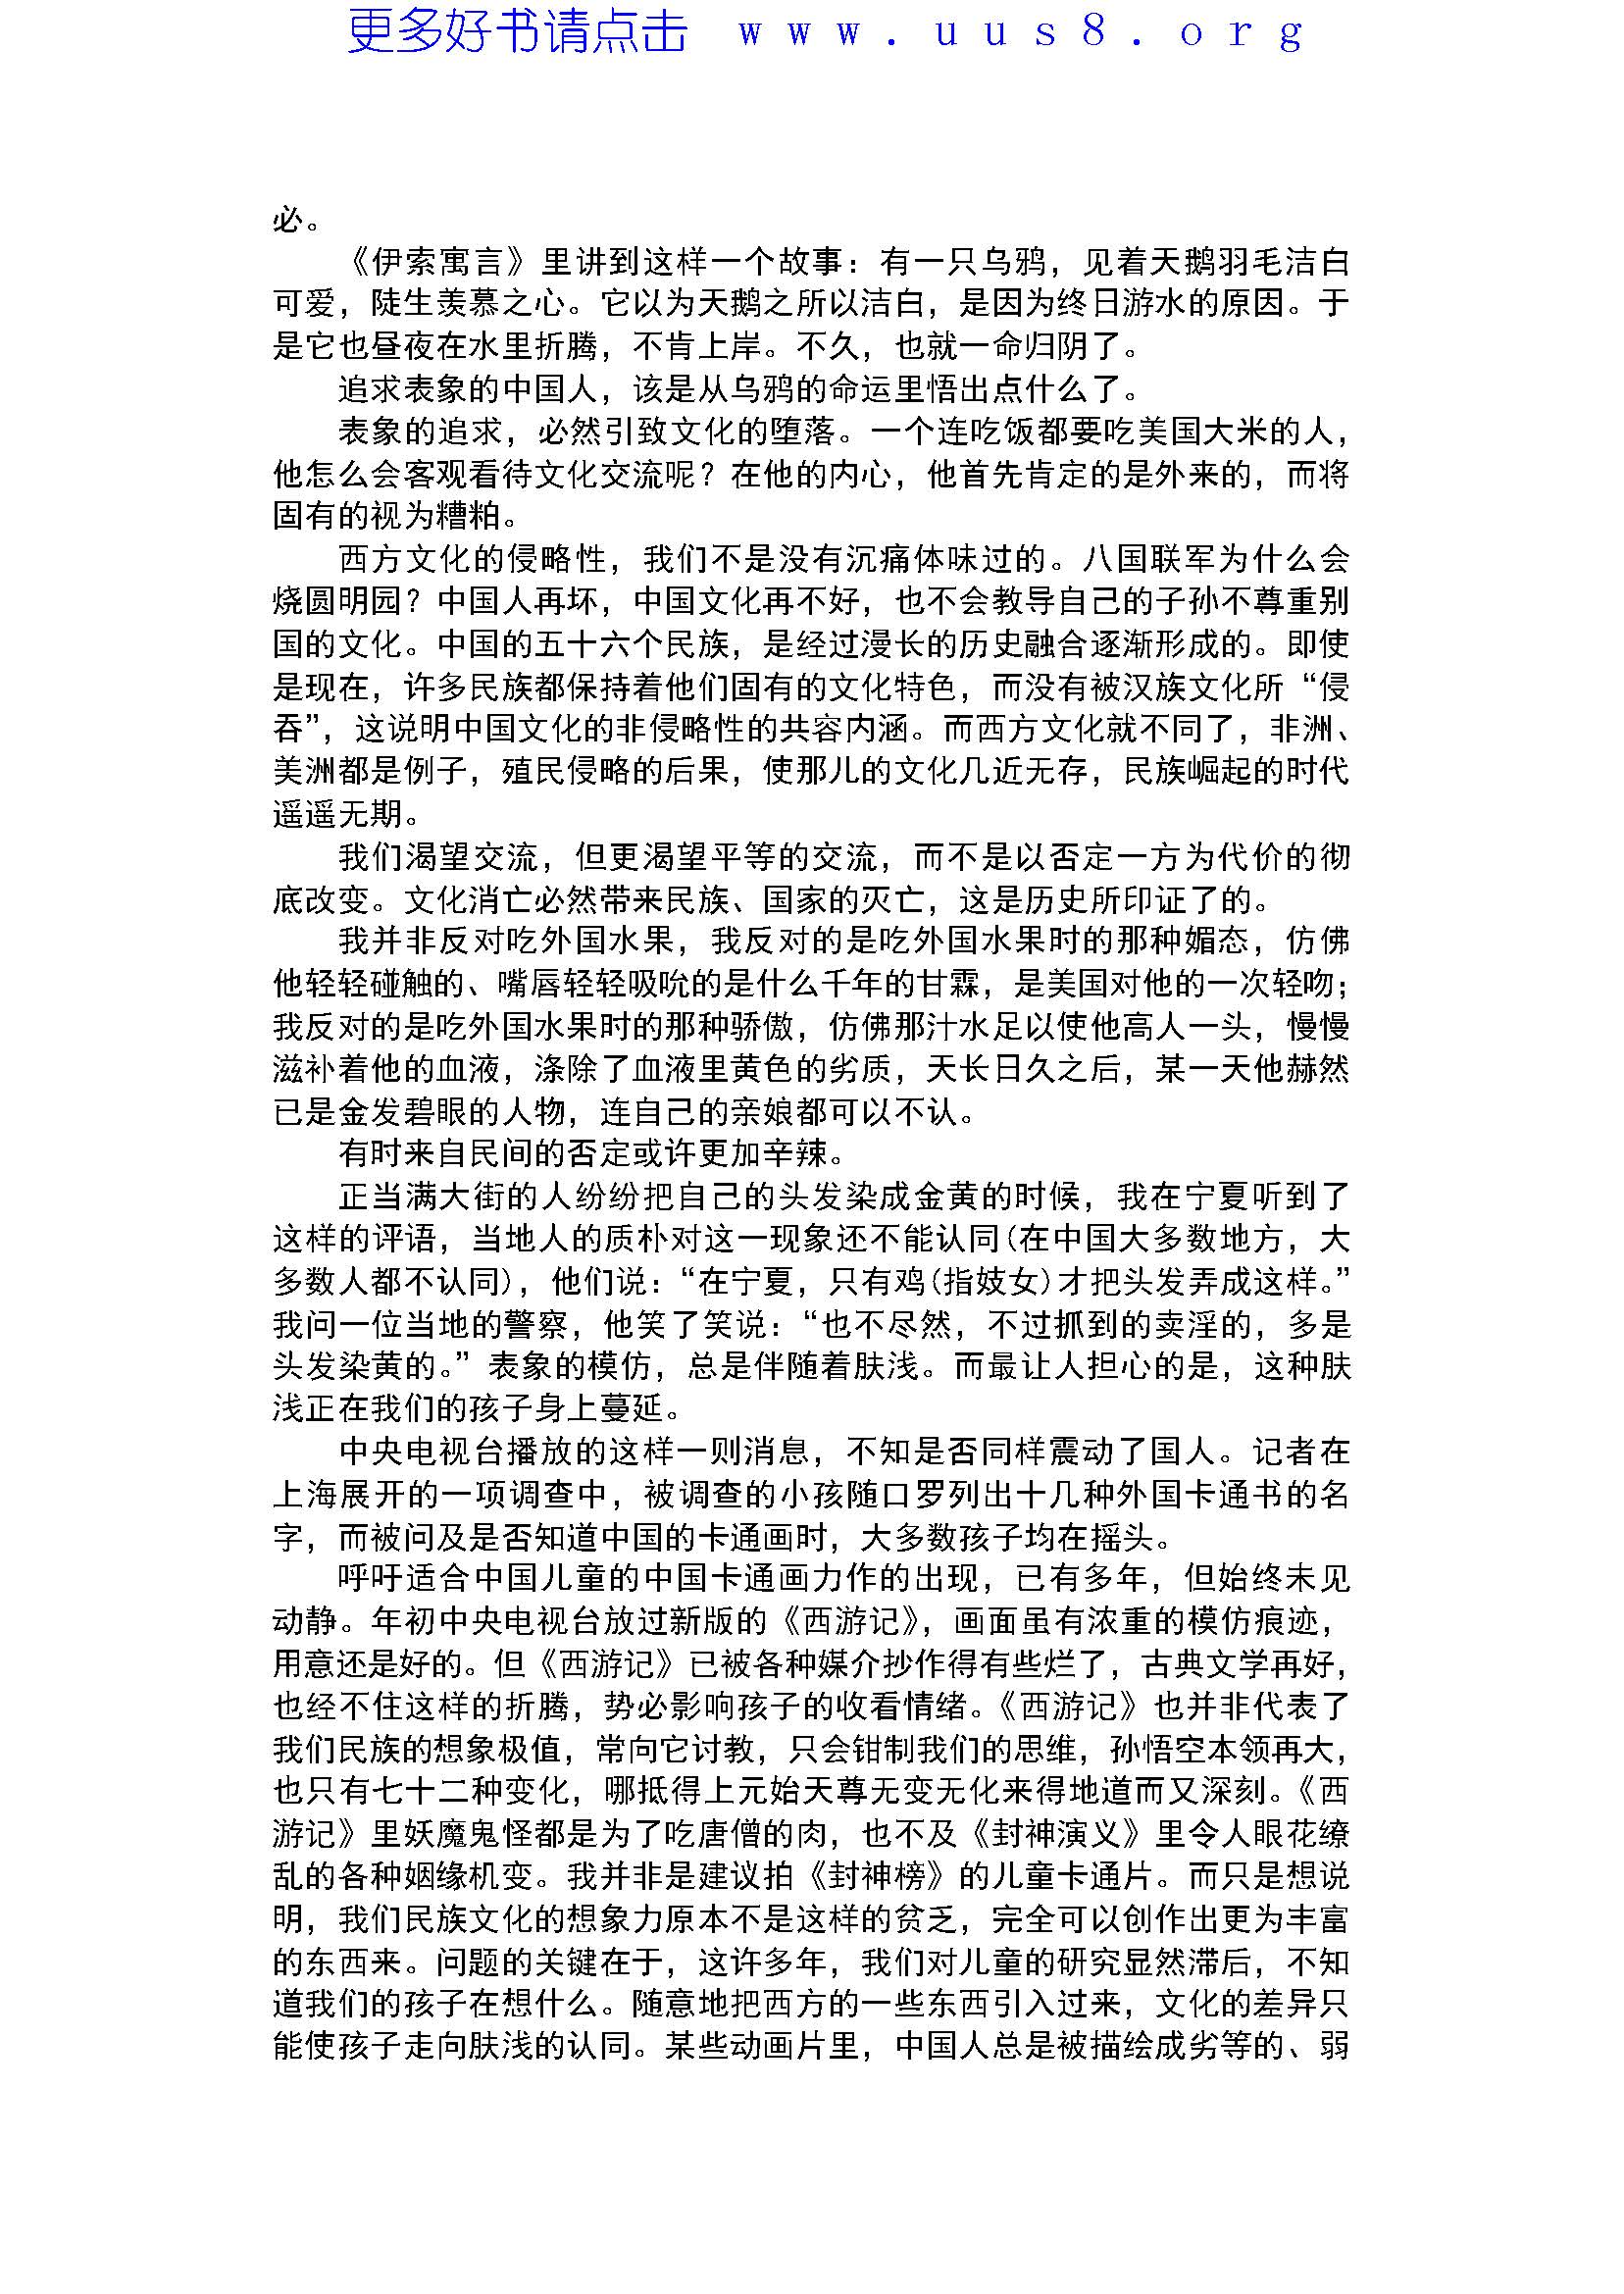 更多好书请点击 www.uus8.org
必。
《伊索寓言》里讲到这样一个故事：有一只乌鸦，见着天鹅羽毛洁白
可爱，陡生羡慕之心。它以为天鹅之所以洁白，是因为终日游水的原因。于
是它也昼夜在水里折腾，不肯上岸。不久，也就一命归阴了。
追求表象的中国人，该是从乌鸦的命运里悟出点什么了。
表象的追求，必然引致文化的堕落。一个连吃饭都要吃美国大米的人，
他怎么会客观看待文化交流呢？在他的内心，他首先肯定的是外来的，而将
固有的视为糟粕。
西方文化的侵略性，我们不是没有沉痛体味过的。八国联军为什么会
烧圆明园？中国人再坏，中国文化再不好，也不会教导自己的子孙不尊重别
国的文化。中国的五十六个民族，是经过漫长的历史融合逐渐形成的。即使
是现在，许多民族都保持着他们固有的文化特色，而没有被汉族文化所“侵
吞”，这说明中国文化的非侵略性的共容内涵。而西方文化就不同了，非洲、
美洲都是例子，殖民侵略的后果，使那儿的文化几近无存，民族崛起的时代
遥遥无期。
我们渴望交流，但更渴望平等的交流，而不是以否定一方为代价的彻
底改变。文化消亡必然带来民族、国家的灭亡，这是历史所印证了的。
我并非反对吃外国水果，我反对的是吃外国水果时的那种媚态，仿佛
他轻轻碰触的、嘴唇轻轻吸吮的是什么千年的甘霖，是美国对他的一次轻吻；
我反对的是吃外国水果时的那种骄傲，仿佛那汁水足以使他高人一头，慢慢
滋补着他的血液，涤除了血液里黄色的劣质，天长日久之后，某一天他赫然
已是金发碧眼的人物，连自己的亲娘都可以不认。
有时来自民间的否定或许更加辛辣。
正当满大街的人纷纷把自己的头发染成金黄的时候，我在宁夏听到了
这样的评语，当地人的质朴对这一现象还不能认同(在中国大多数地方，大
多数人都不认同)，他们说：“在宁夏，只有鸡(指妓女)才把头发弄成这样。”
我问一位当地的警察，他笑了笑说：“也不尽然，不过抓到的卖淫的，多是
头发染黄的。”表象的模仿，总是伴随着肤浅。而最让人担心的是，这种肤
浅正在我们的孩子身上蔓延。
中央电视台播放的这样一则消息，不知是否同样震动了国人。记者在
上海展开的一项调查中，被调查的小孩随口罗列出十几种外国卡通书的名
字，而被问及是否知道中国的卡通画时，大多数孩子均在摇头。
呼吁适合中国儿童的中国卡通画力作的出现，已有多年，但始终未见
动静。年初中央电视台放过新版的《西游记》，画面虽有浓重的模仿痕迹，
用意还是好的。但《西游记》已被各种媒介抄作得有些烂了，古典文学再好，
也经不住这样的折腾，势必影响孩子的收看情绪。《西游记》也并非代表了
我们民族的想象极值，常向它讨教，只会钳制我们的思维，孙悟空本领再大，
也只有七十二种变化，哪抵得上元始天尊无变无化来得地道而又深刻。《西
游记》里妖魔鬼怪都是为了吃唐僧的肉，也不及《封神演义》里令人眼花缭
乱的各种姻缘机变。我并非是建议拍《封神榜》的儿童卡通片。而只是想说
明，我们民族文化的想象力原本不是这样的贫乏，完全可以创作出更为丰富
的东西来。问题的关键在于，这许多年，我们对儿童的研究显然滞后，不知
道我们的孩子在想什么。随意地把西方的一些东西引入过来，文化的差异只
能使孩子走向肤浅的认同。某些动画片里，中国人总是被描绘成劣等的、弱